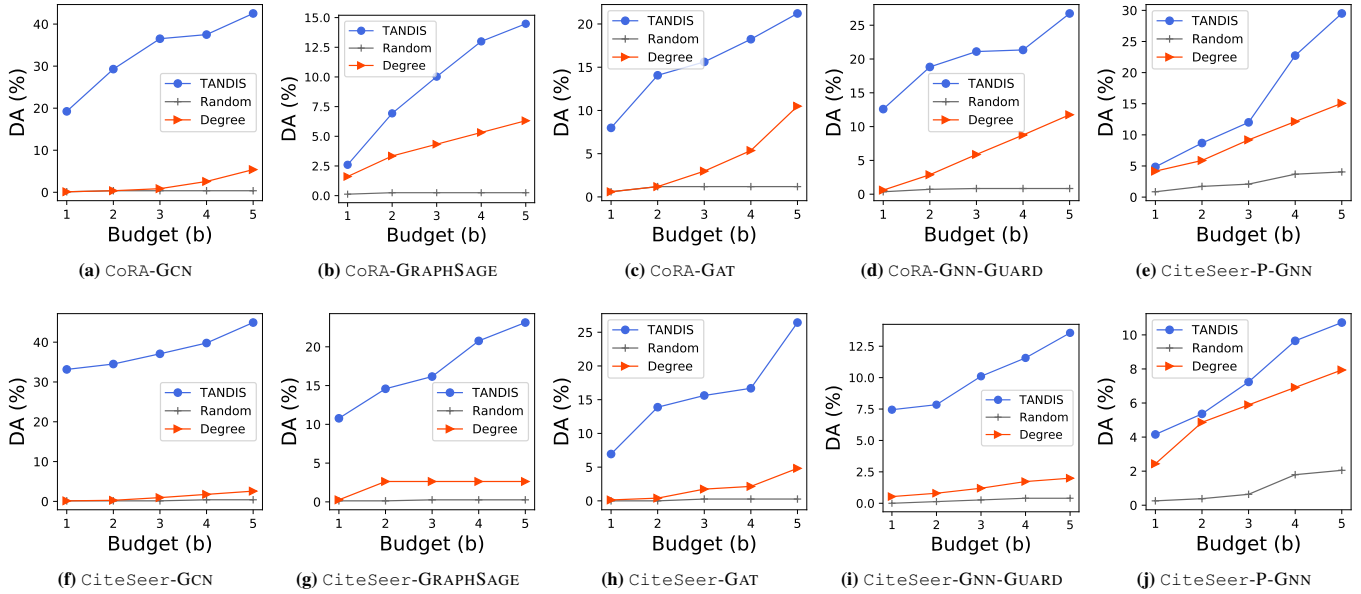 DA (%)
40
30
20
10
0
TANDIS
Random
Degree
1 2 3 4 5
Budget (b)
(a) CoRA-GCN
DA (%)
15.0
12.5
10.0
7.5
5.0
2.5
0.0
TANDIS
Random
Degree
1 2 3 4 5
Budget (b)
(b) CoRA-GRAPHSAGE
DA (%)
20
15
10
5
0
TANDIS
Random
Degree
1 2 3 4 5
Budget (b)
(c) CoRA-GAT
DA (%)
25
20
15
10
5
0
TANDIS
Random
Degree
1 2 3 4 5
Budget (b)
(d) CoRA-GNN-GUARD
DA (%)
30
25
20
15
10
5
0
TANDIS
Random
Degree
1 2 3 4 5
Budget (b)
(e) CiteSeer-P-GNN
DA (%)
40
30
20
10
0
TANDIS
Random
Degree
1 2 3 4 5
Budget (b)
(f) CiteSeer-GCN
DA (%)
20
15
10
5
0
TANDIS
Random
Degree
1 2 3 4 5
Budget (b)
(g) CiteSeer-GRAPHSAGE
DA (%)
25
20
15
10
5
0
TANDIS
Random
Degree
1 2 3 4 5
Budget (b)
(h) CiteSeer-GAT
DA (%)
12.5
10.0
7.5
5.0
2.5
0.0
TANDIS
Random
Degree
1 2 3 4 5
Budget (b)
(i) CiteSeer-GNN-GUARD
DA (%)
10
8
6
4
2
0
TANDIS
Random
Degree
1 2 3 4 5
Budget (b)
(j) CiteSeer-P-GNN